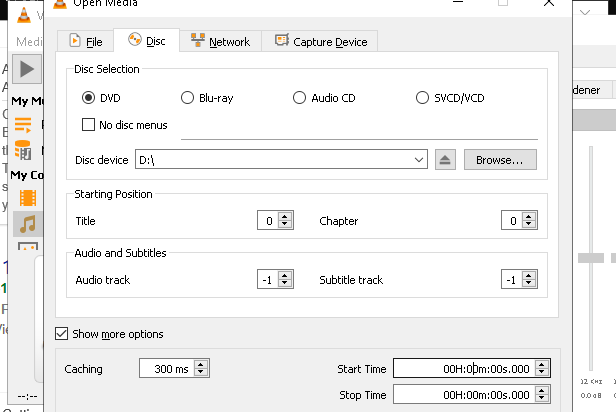 Open Media
Medi
File Disc Network Capture Device
Disc Selection
DVD Blu-ray Audio CD SVCD/VCD
No disc menus
My Mu
Disc device D:\ Browse...
My Co
Starting Position
Title 0 Chapter 0
Audio and Subtitles
Audio track -1 Subtitle track -1
Show more options
Caching 300 ms Start Time 00H:00m:00s.000
Stop Time 00H:00m:00s.000
--:--
dener
12 KHz
0.0 dB